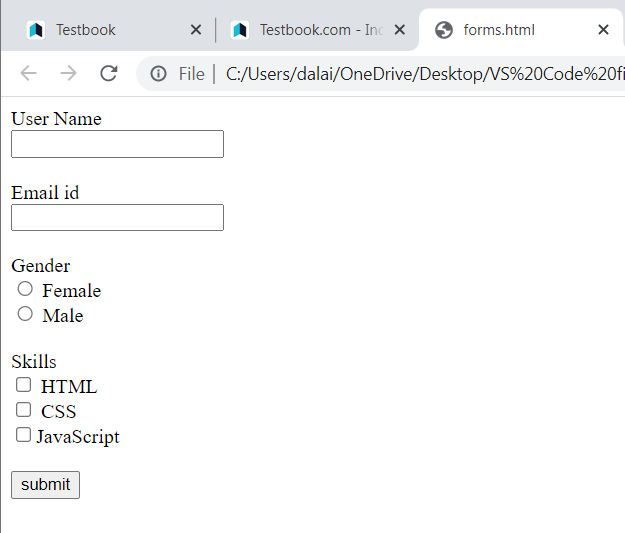 Testbook
Testbook.com - Inc
forms.html
File
C:/Users/dalai/OneDrive/Desktop/VS%20Code%20fi
User Name
Email id
Gender
Female
Male
Skills
HTML
CSS
JavaScript
submit